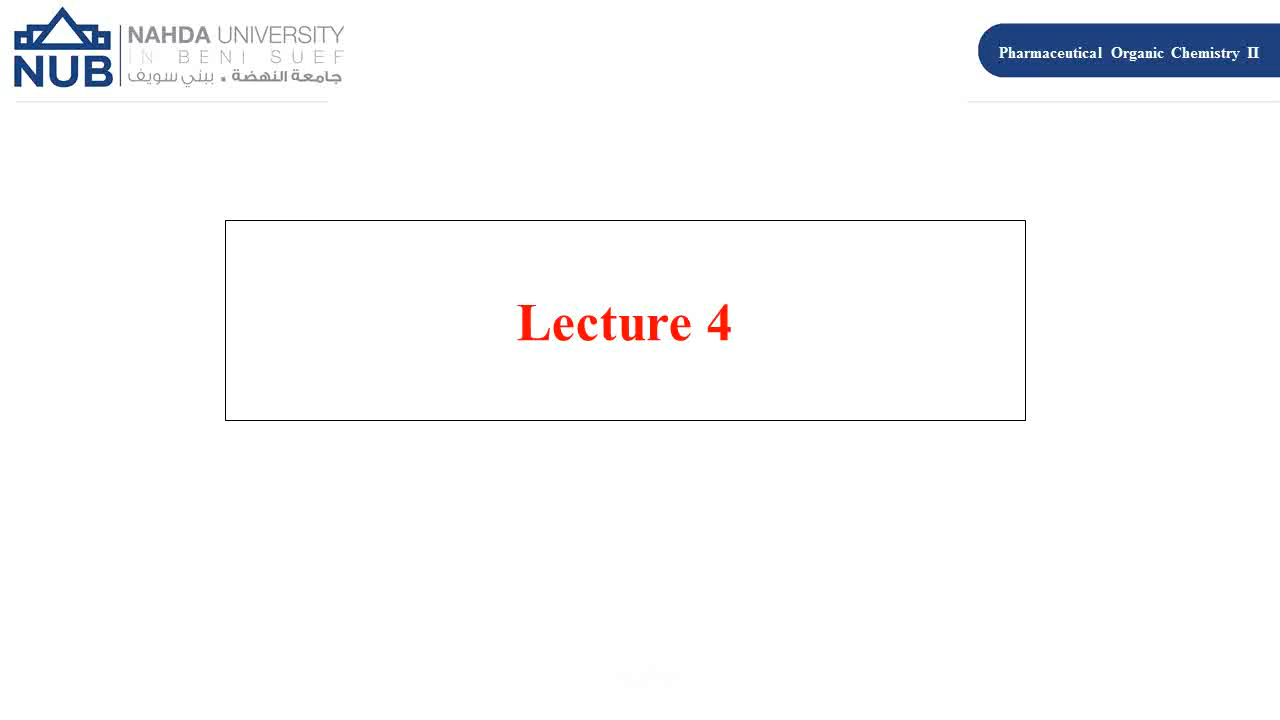 NAHDA UNIVERSITY
IN BENI SUEF
جامعة النهضة • ببني سويف
NUB
Pharmaceutical Organic Chemistry II
Lecture 4